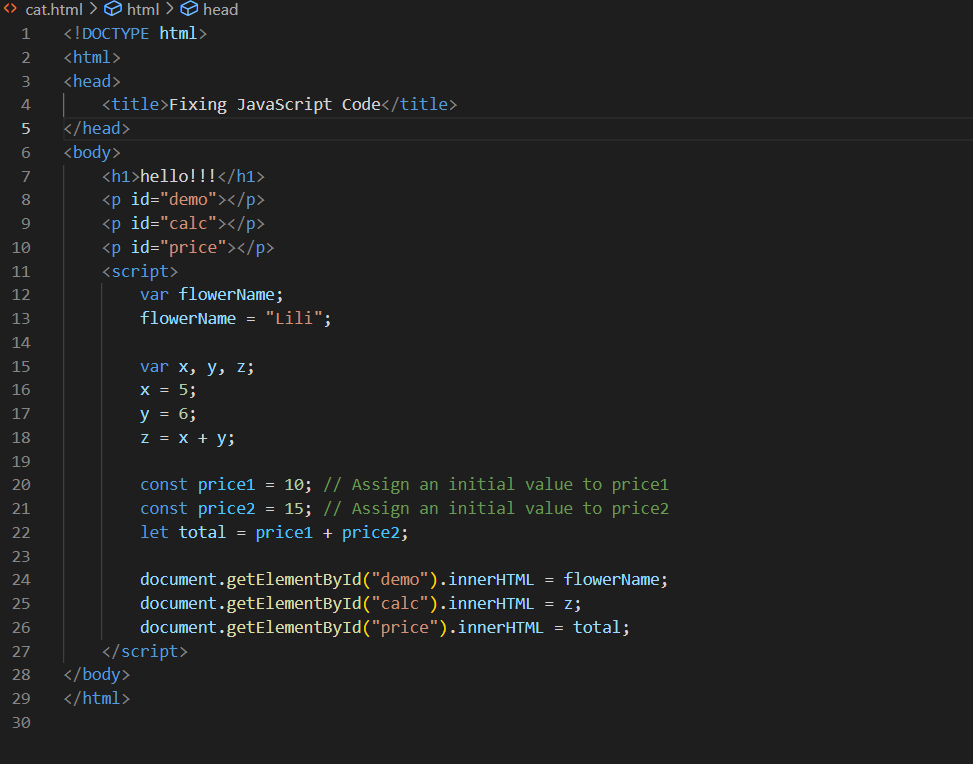 cat.html > html > head
1 <!DOCTYPE html>
2 <html>
3 <head>
4     <title>Fixing JavaScript Code</title>
5 </head>
6 <body>
7     <h1>hello!!!</h1>
8     <p id="demo"></p>
9     <p id="calc"></p>
10     <p id="price"></p>
11     <script>
12         var flowerName;
13         flowerName = "Lili";
14
15         var x, y, z;
16         x = 5;
17         y = 6;
18         z = x + y;
19
20         const price1 = 10; // Assign an initial value to price1
21         const price2 = 15; // Assign an initial value to price2
22         let total = price1 + price2;
23
24         document.getElementById("demo").innerHTML = flowerName;
25         document.getElementById("calc").innerHTML = z;
26         document.getElementById("price").innerHTML = total;
27     </script>
28 </body>
29 </html>
30